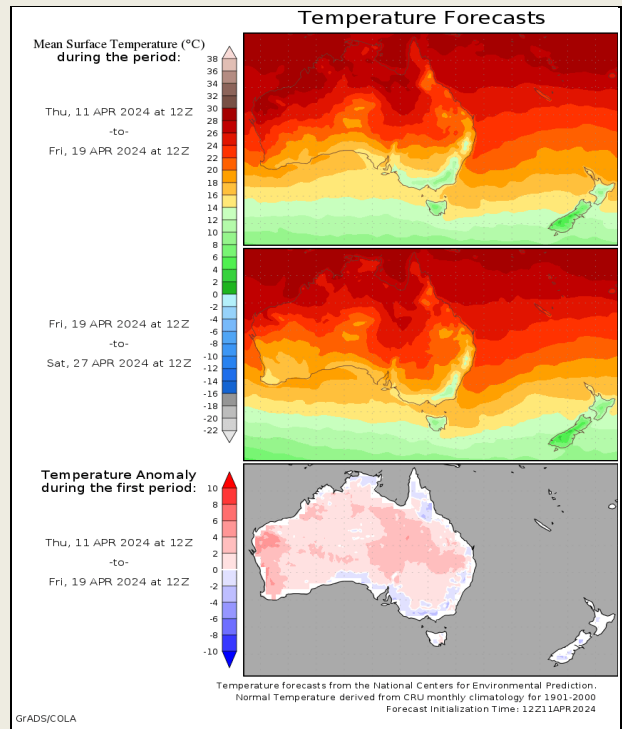 Temperature Forecasts
Mean Surface Temperature (°C)
during the period:
Thu, 11 APR 2024 at 12Z
-to-
Fri, 19 APR 2024 at 12Z
38
36
34
32
30
28
26
24
22
20
18
16
14
12
10
8
6
4
2
0
-2
-4
-6
-8
-10
-12
-14
-16
-18
-20
-22
Fri, 19 APR 2024 at 12Z
-to-
Sat, 27 APR 2024 at 12Z
Temperature Anomaly
during the first period:
Thu, 11 APR 2024 at 12Z
-to-
Fri, 19 APR 2024 at 12Z
10
8
6
4
2
0
-2
-4
-6
-8
-10
Temperature forecasts from the National Centers for Environmental Prediction.
Normal Temperature derived from CRU monthly climatology for 1901-2000
Forecast Initialization Time: 12Z11APR2024
GrADS/COLA